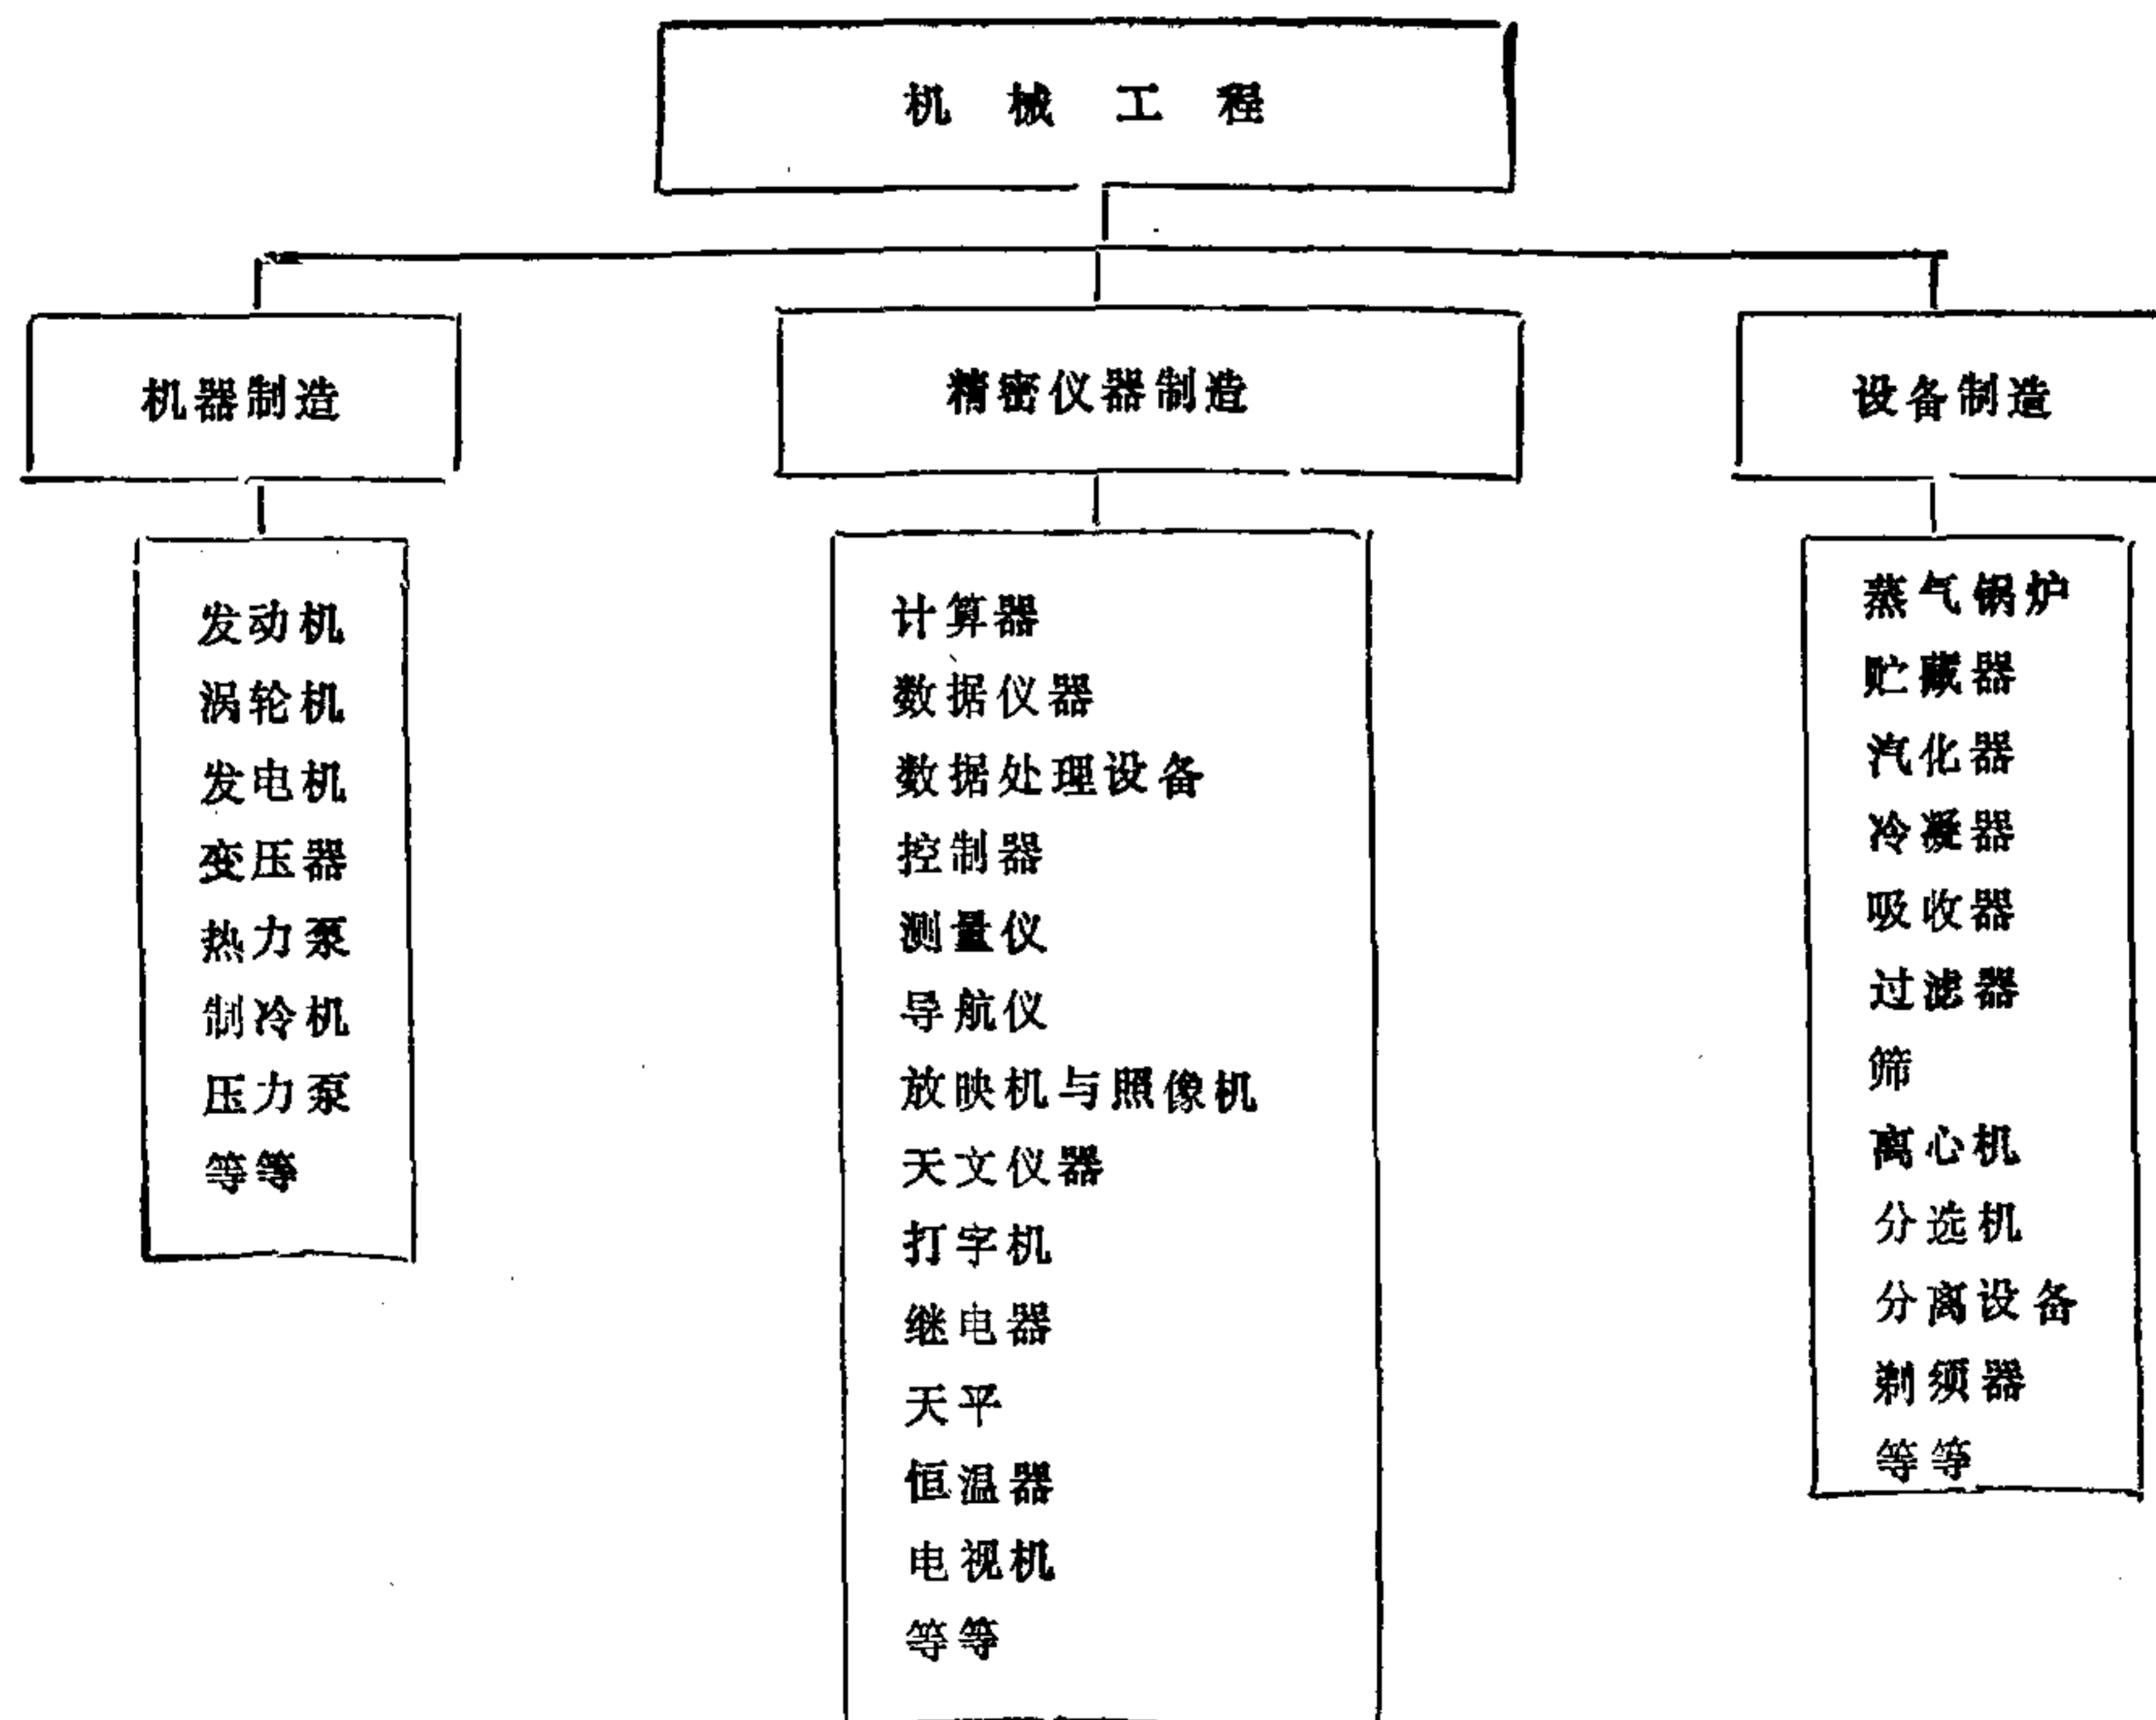 机 械 工 程
机器制造
发动机
涡轮机
发电机
变压器
热力泵
制冷机
压力泵
等等
精密仪器制造
计算器
数据仪器
数据处理设备
控制器
测量仪
导航仪
放映机与照像机
天文仪器
打字机
继电器
天平
恒温器
电视机
等等
设备制造
蒸气锅炉
贮藏器
汽化器
冷凝器
吸收器
过滤器
筛
离心机
分选机
分离设备
剃须器
等等